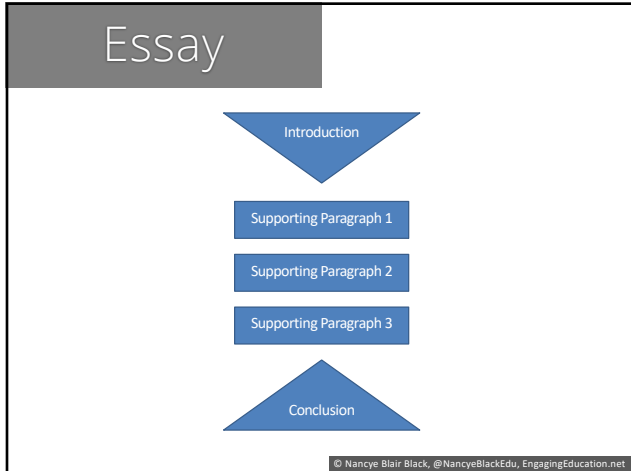 Essay
Introduction
Supporting Paragraph 1
Supporting Paragraph 2
Supporting Paragraph 3
Conclusion
© Nancye Blair Black, @NancyeBlackEdu, EngagingEducation.net